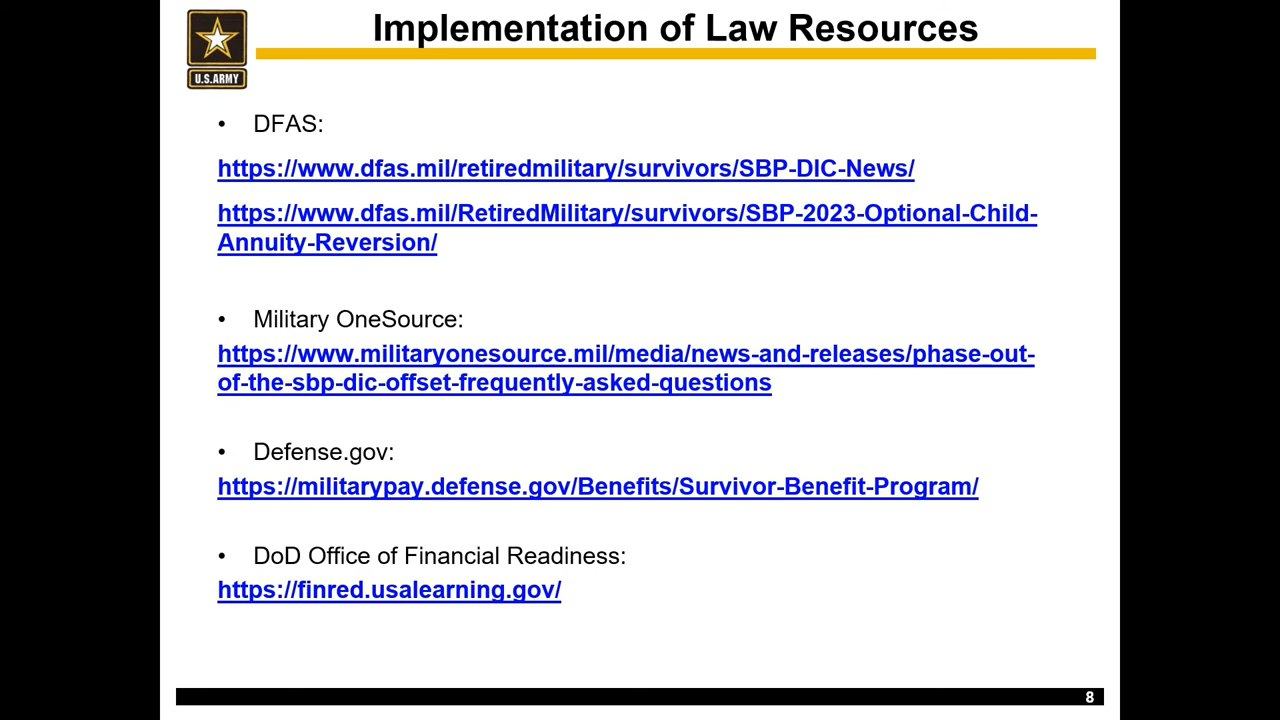 Implementation of Law Resources
U.S.ARMY
• DFAS:
https://www.dfas.mil/retiredmilitary/survivors/SBP-DIC-News/
https://www.dfas.mil/RetiredMilitary/survivors/SBP-2023-Optional-Child-
Annuity-Reversion/
• Military OneSource:
https://www.militaryonesource.mil/media/news-and-releases/phase-out-
of-the-sbp-dic-offset-frequently-asked-questions
• Defense.gov:
https://militarypay.defense.gov/Benefits/Survivor-Benefit-Program/
• DoD Office of Financial Readiness:
https://finred.usalearning.gov/
8